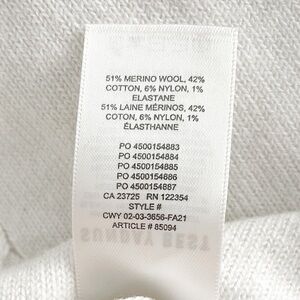 51% MERINO WOOL, 42%
COTTON, 6% NYLON, 1%
ELASTANE
51% LAINE MÉRINOS, 42%
COTON, 6% NYLON, 1%
ÉLASTHANNE
PO 4500154883
PO 4500154884
PO 4500154885
PO 4500154886
PO 4500154887
CA 23725 RN 122354
STYLE #
CWY 02-03-3656-FA21
ARTICLE # 85094
SUNDAY BEST